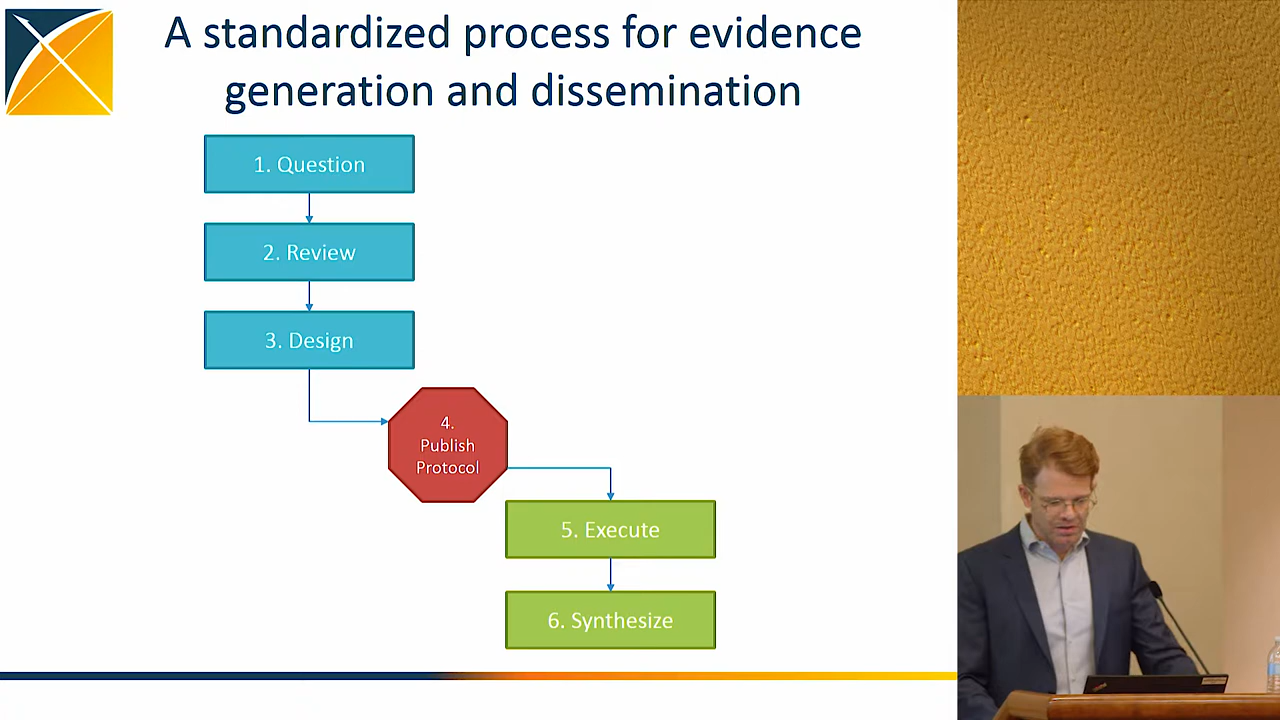 A standardized process for evidence
generation and dissemination
1. Question
2. Review
3. Design
4.
Publish
Protocol
5. Execute
6. Synthesize